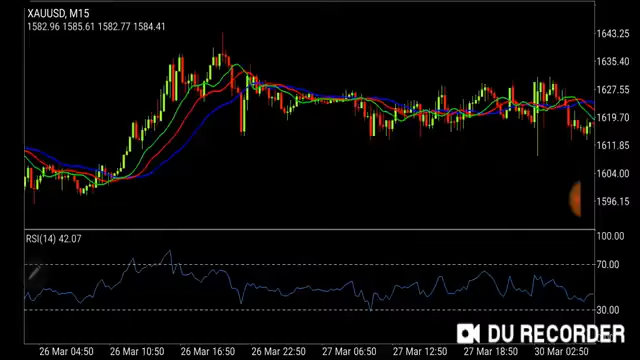 XAUUSD, M15
1582.96 1585.61 1582.77 1584.41
1643.25
1635.40
1627.55
1619.70
1611.85
1604.00
1596.15
RSI(14) 42.07
100.00
70.00
30.00
26 Mar 04:50 26 Mar 10:50 26 Mar 16:50 26 Mar 22:50 27 Mar 06:50 27 Mar 12:50 27 Mar 18:50 30 Mar 02:50
DU RECORDER